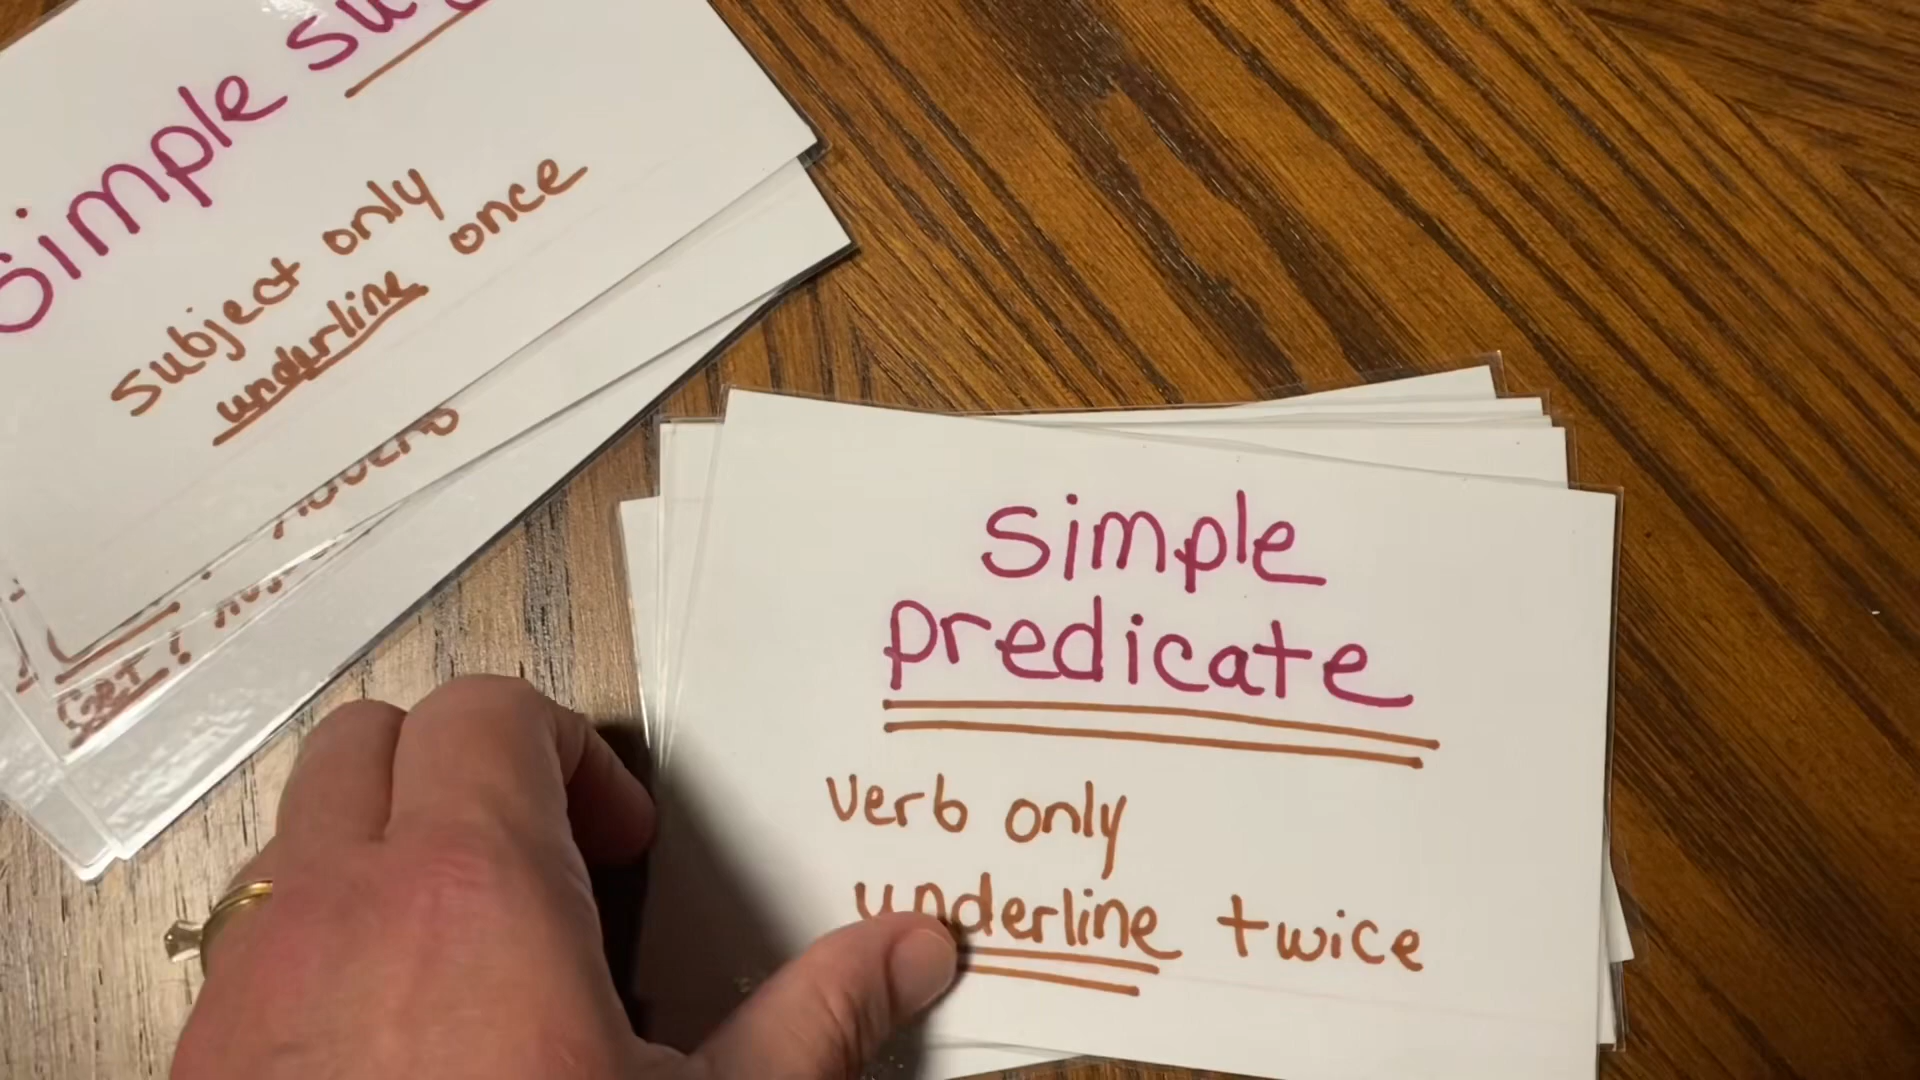 simple
subject only
underline once
simple
predicate
verb only
underline twice